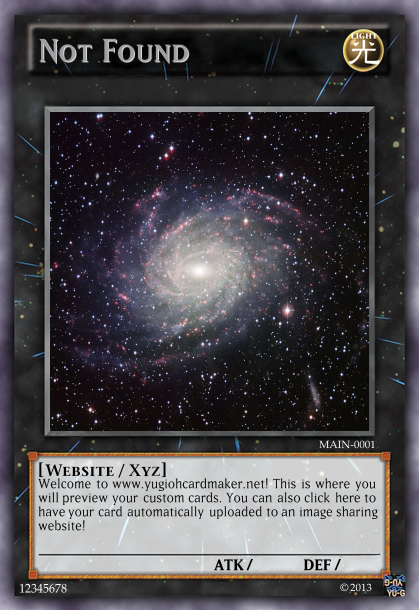 NOT FOUND
LIGHT
光
MAIN-0001
[WEBSITE / XYZ]
Welcome to www.yugiohcardmaker.net! This is where you
will preview your custom cards. You can also click here to
have your card automatically uploaded to an image sharing
website!
ATK/ DEF/
12345678 ©2013
YU-G